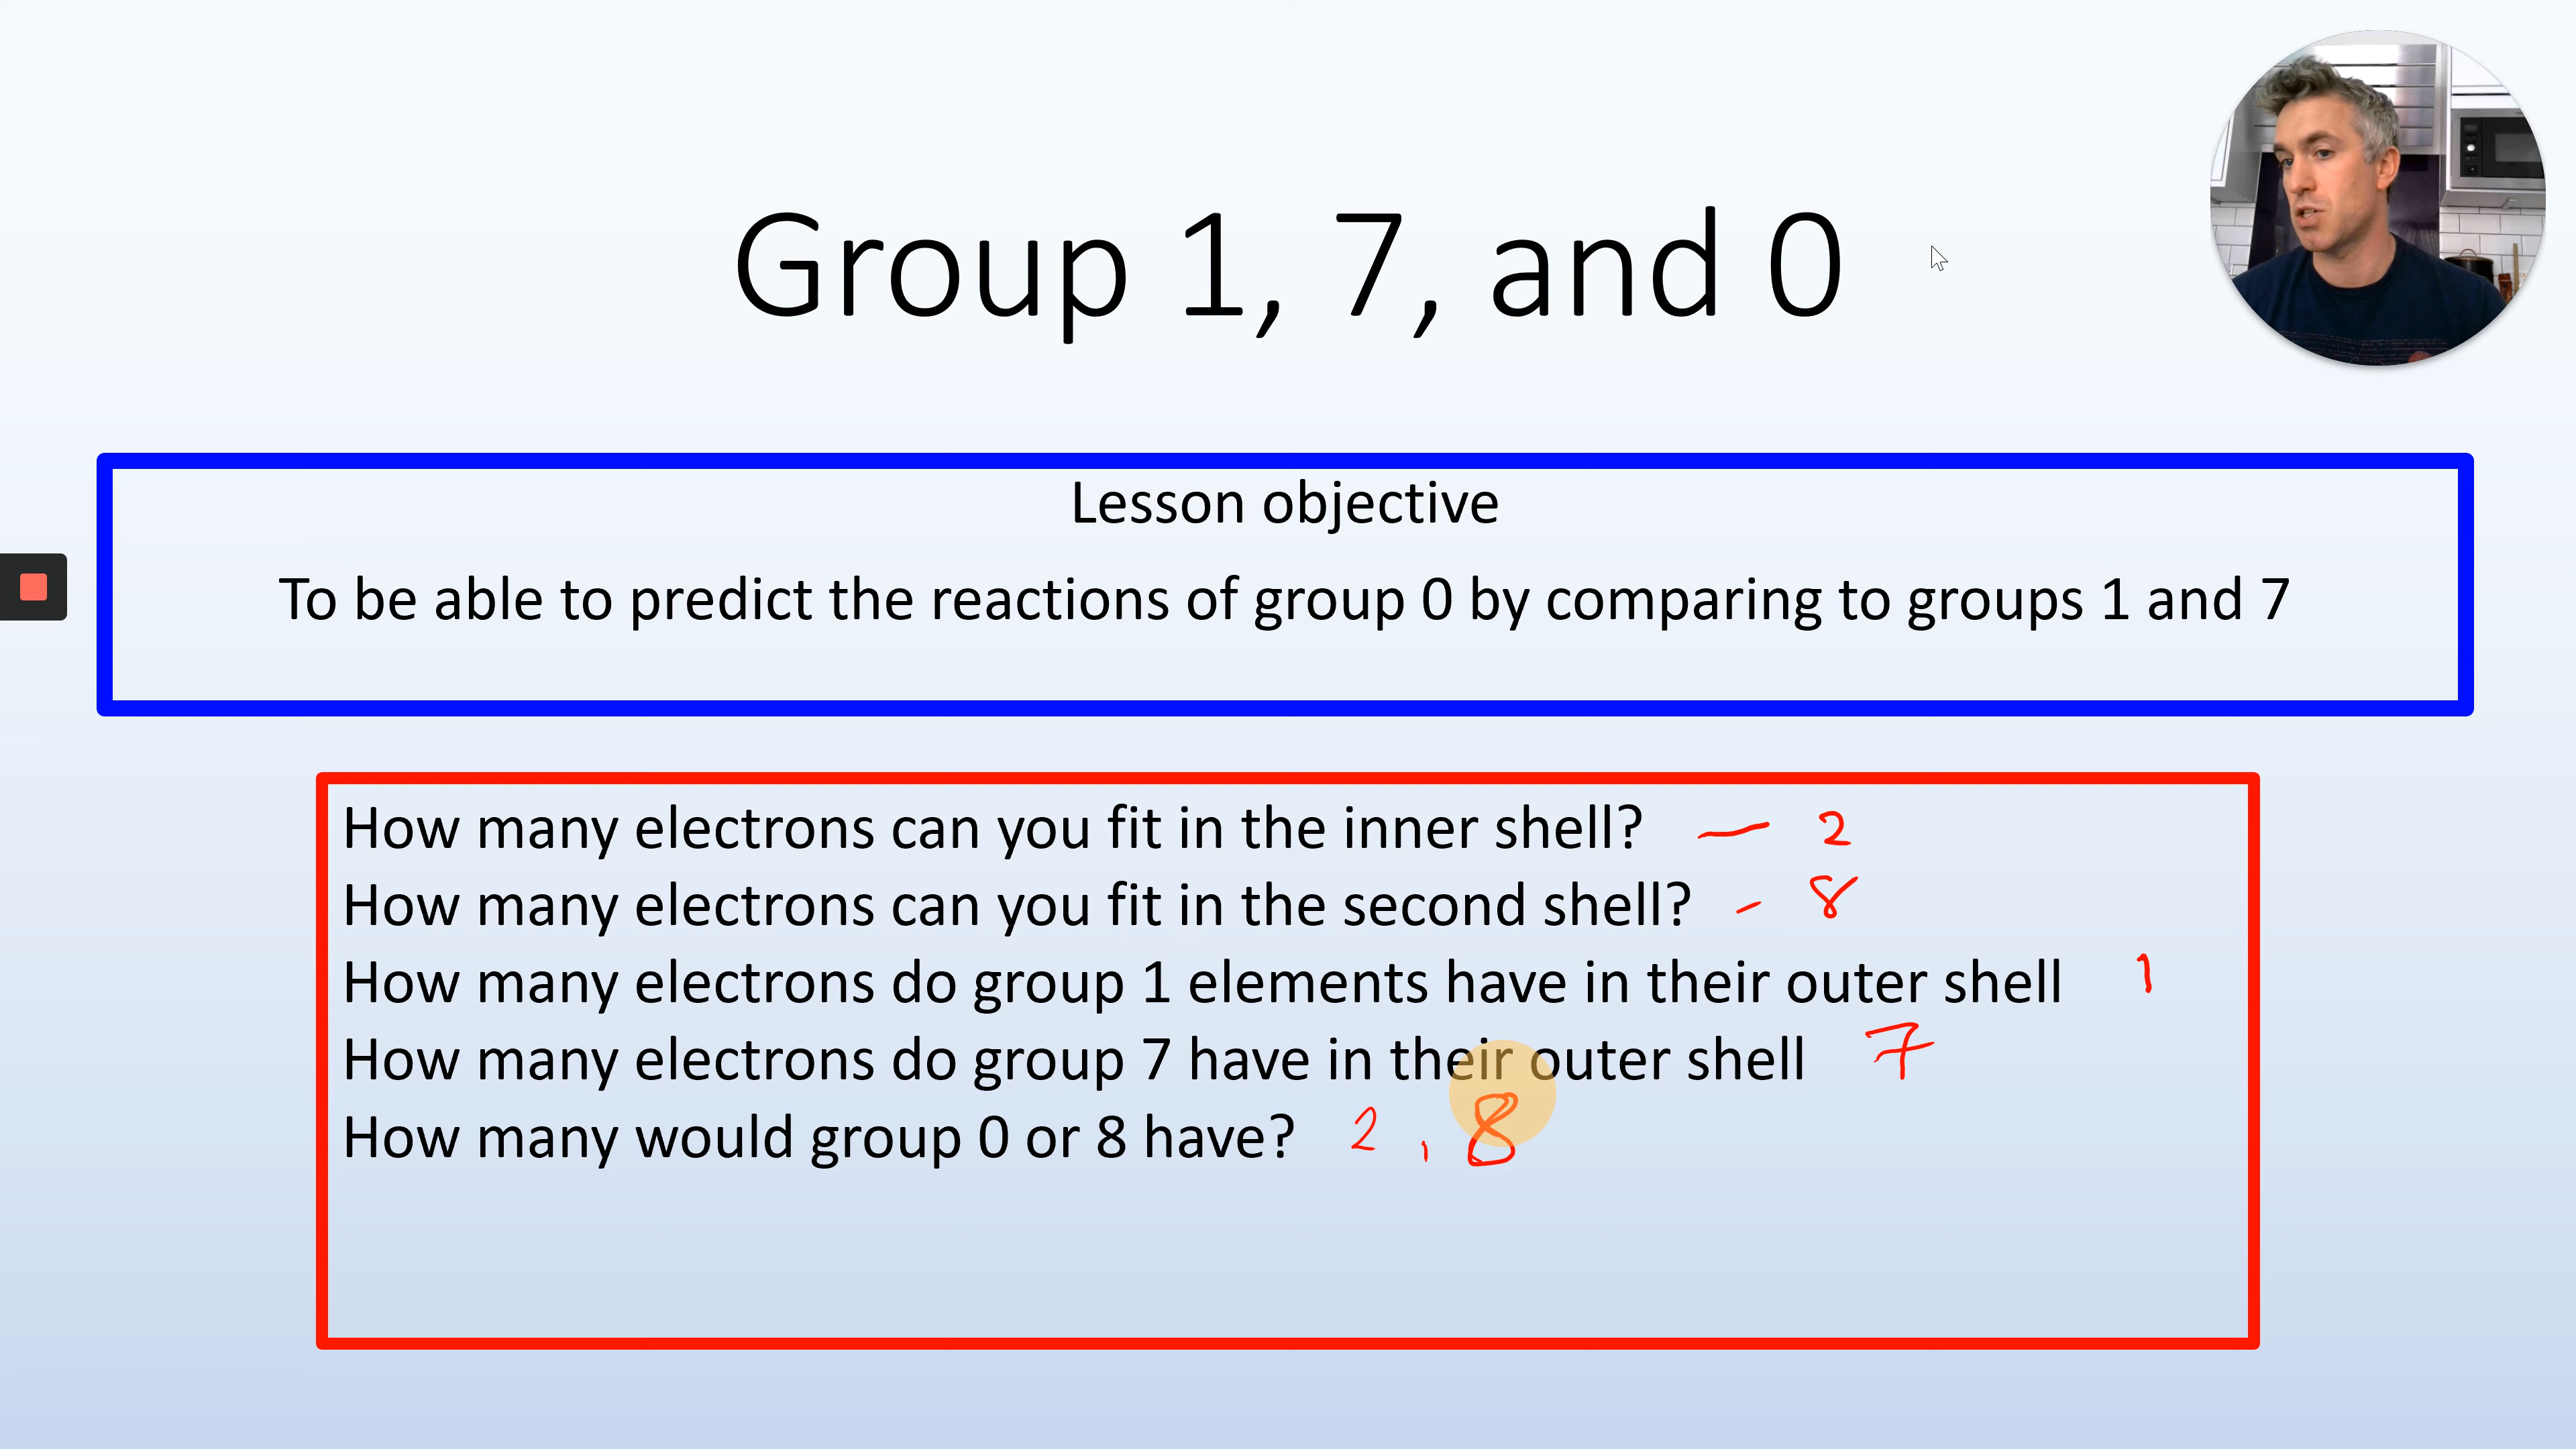 Group 1, 7, and 0
Lesson objective
To be able to predict the reactions of group 0 by comparing to groups 1 and 7
How many electrons can you fit in the inner shell? — 2
How many electrons can you fit in the second shell? - 8
How many electrons do group 1 elements have in their outer shell 1
How many electrons do group 7 have in their outer shell 7
How many would group 0 or 8 have? 2 , 8